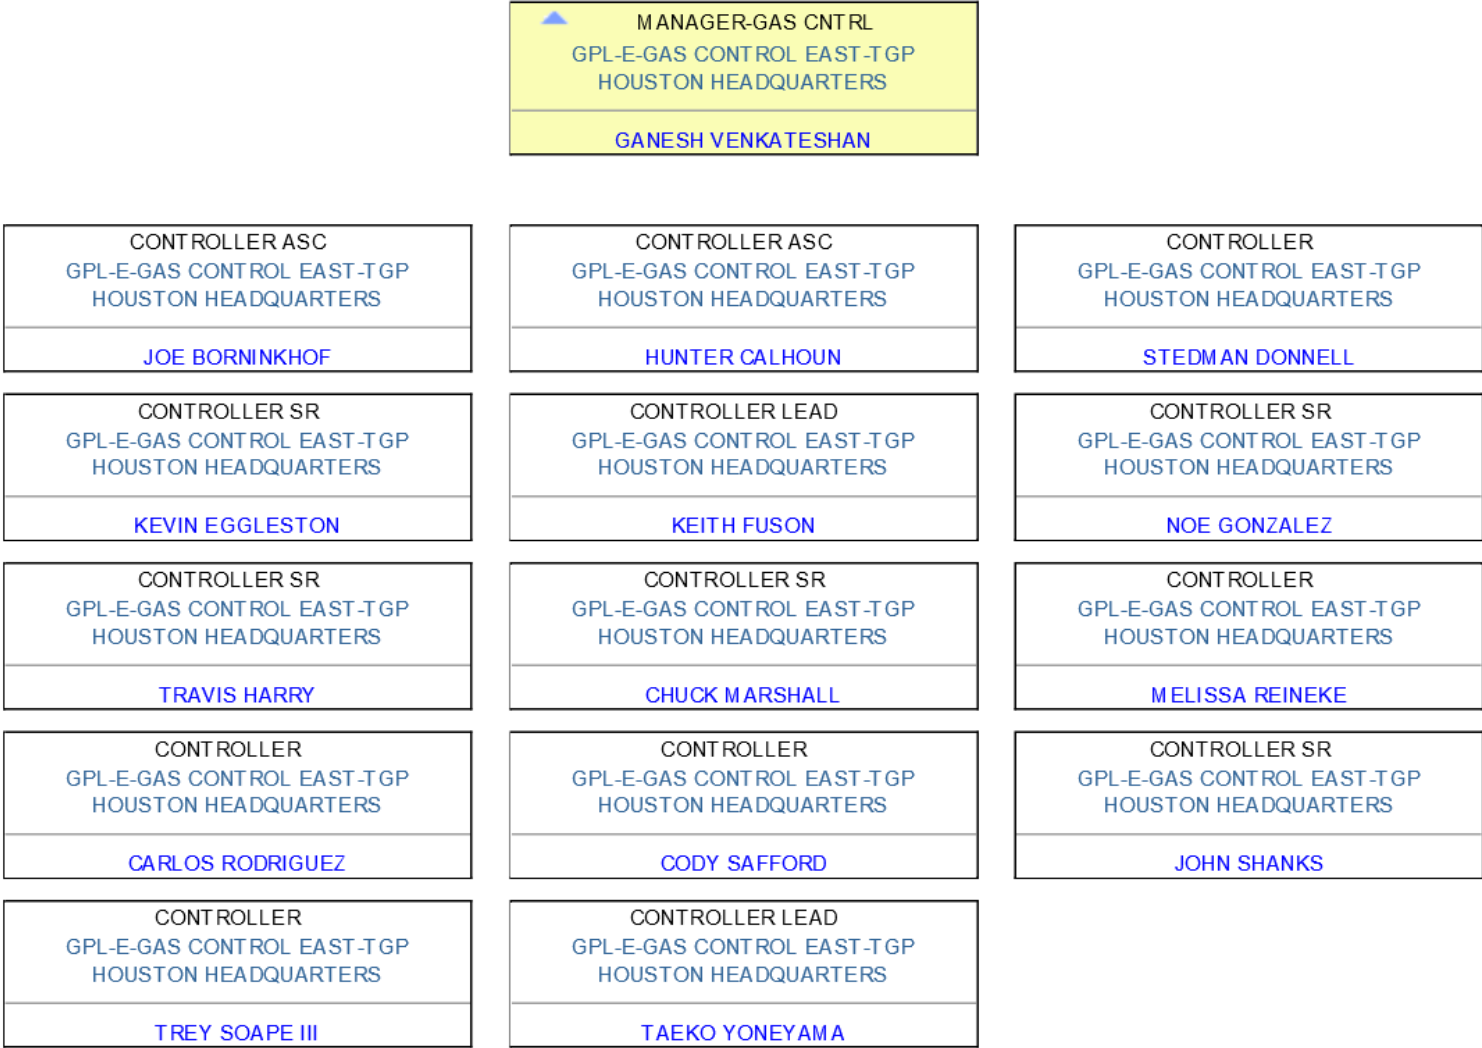 MANAGER-GAS CNTRL
GPL-E-GAS CONTROL EAST-TGP
HOUSTON HEADQUARTERS
GANESH VENKATESHAN
CONTROLLER ASC
GPL-E-GAS CONTROL EAST-TGP
HOUSTON HEADQUARTERS
JOE BORNINKHOF
CONTROLLER ASC
GPL-E-GAS CONTROL EAST-TGP
HOUSTON HEADQUARTERS
HUNTER CALHOUN
CONTROLLER
GPL-E-GAS CONTROL EAST-TGP
HOUSTON HEADQUARTERS
STEDMAN DONNELL
CONTROLLER SR
GPL-E-GAS CONTROL EAST-TGP
HOUSTON HEADQUARTERS
KEVIN EGGLESTON
CONTROLLER LEAD
GPL-E-GAS CONTROL EAST-TGP
HOUSTON HEADQUARTERS
KEITH FUSON
CONTROLLER SR
GPL-E-GAS CONTROL EAST-TGP
HOUSTON HEADQUARTERS
NOE GONZALEZ
CONTROLLER SR
GPL-E-GAS CONTROL EAST-TGP
HOUSTON HEADQUARTERS
TRAVIS HARRY
CONTROLLER SR
GPL-E-GAS CONTROL EAST-TGP
HOUSTON HEADQUARTERS
CHUCK MARSHALL
CONTROLLER
GPL-E-GAS CONTROL EAST-TGP
HOUSTON HEADQUARTERS
MELISSA REINEKE
CONTROLLER
GPL-E-GAS CONTROL EAST-TGP
HOUSTON HEADQUARTERS
CARLOS RODRIGUEZ
CONTROLLER
GPL-E-GAS CONTROL EAST-TGP
HOUSTON HEADQUARTERS
CODY SAFFORD
CONTROLLER SR
GPL-E-GAS CONTROL EAST-TGP
HOUSTON HEADQUARTERS
JOHN SHANKS
CONTROLLER
GPL-E-GAS CONTROL EAST-TGP
HOUSTON HEADQUARTERS
TREY SOAPE III
CONTROLLER LEAD
GPL-E-GAS CONTROL EAST-TGP
HOUSTON HEADQUARTERS
TAEKO YONEYAMA